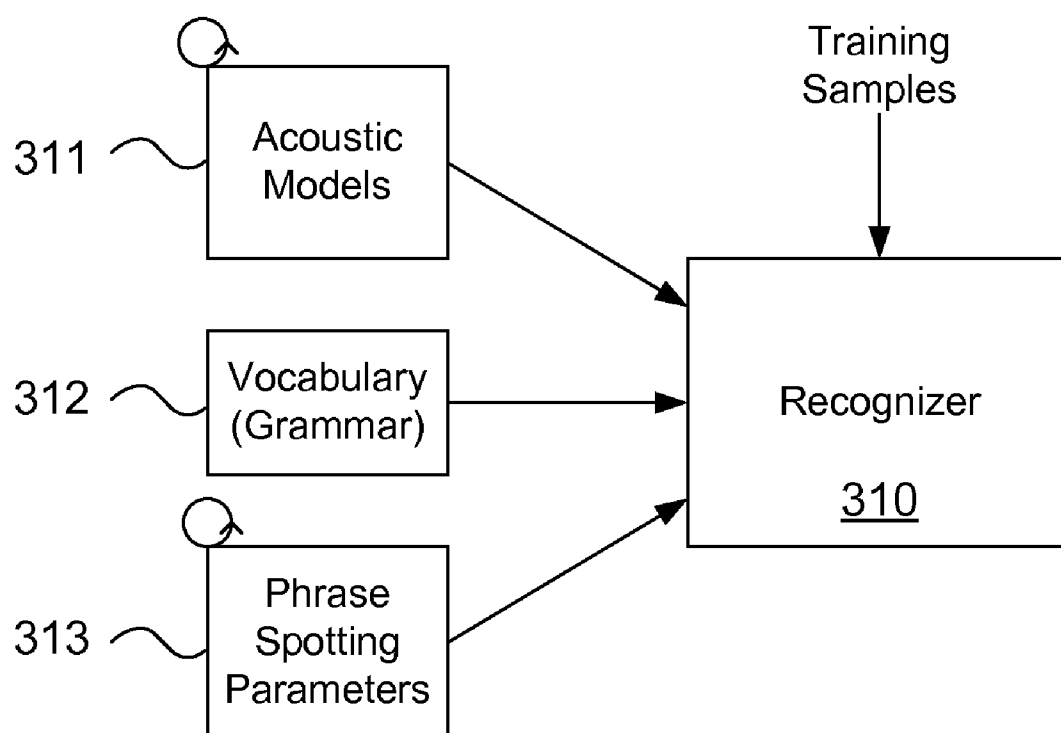 Training
Samples
311
Acoustic
Models
312
Vocabulary
(Grammar)
Recognizer
310
313
Phrase
Spotting
Parameters